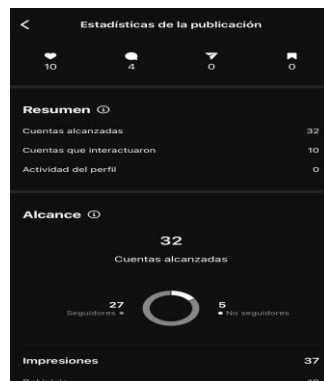 Estadísticas de la publicación
10 4 0 0
Resumen
Cuentas alcanzadas 32
Cuentas que interactuaron 10
Actividad del perfil 0
Alcance
32
Cuentas alcanzadas
27 5
Seguidores No seguidores
Impresiones 37